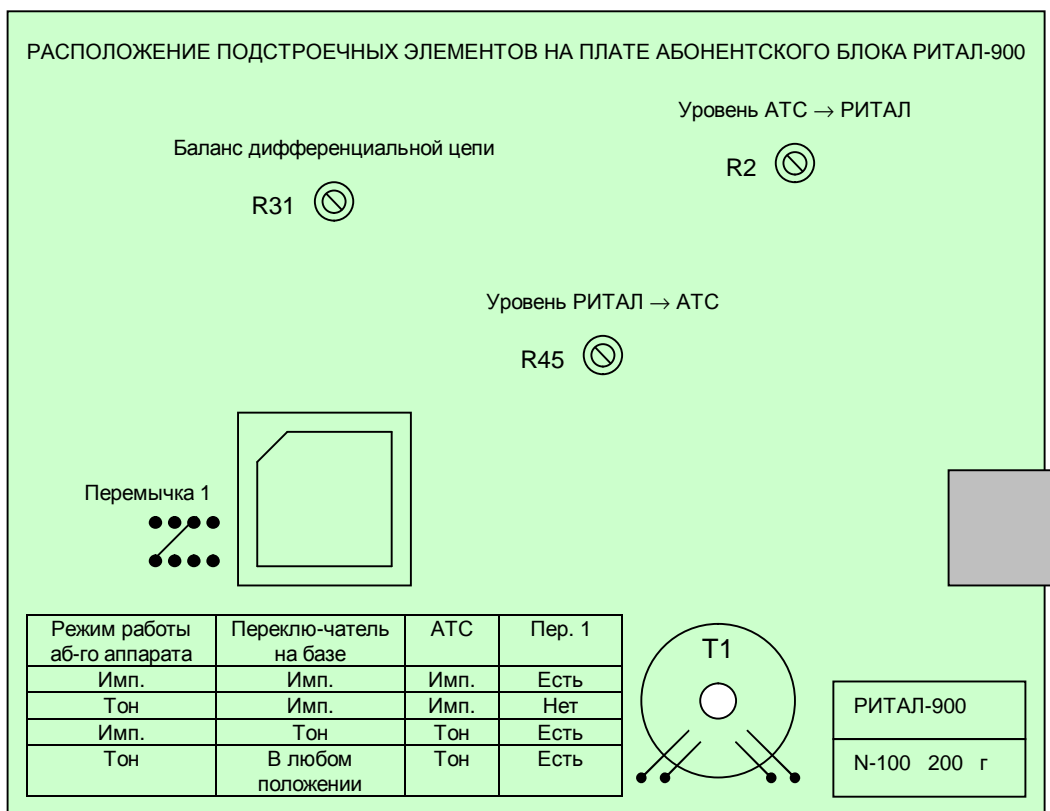 РАСПОЛОЖЕНИЕ ПОДСТРОЕЧНЫХ ЭЛЕМЕНТОВ НА ПЛАТЕ АБОНЕНТСКОГО БЛОКА РИТАЛ-900
Уровень АТС → РИТАЛ
R2
Баланс дифференциальной цепи
R31
Уровень РИТАЛ → АТС
R45
Перемычка 1
Режим работы аб-го аппарата | Переклю-чатель на базе | АТС | Пер. 1
Имп. | Имп. | Имп. | Есть
Тон | Имп. | Имп. | Нет
Имп. | Тон | Тон | Есть
Тон | В любом положении | Тон | Есть
Т1
РИТАЛ-900
N-100 200 г